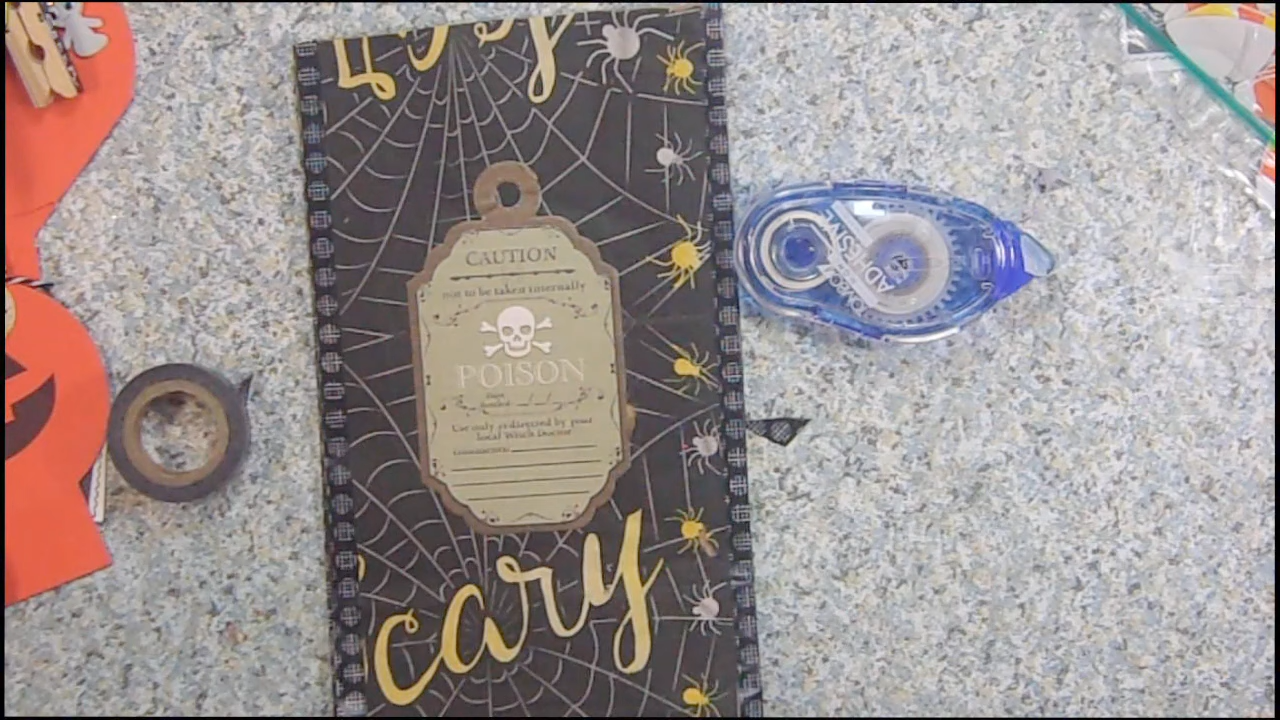 CAUTION
not to be taken internally
POISON
Use only as directed by your
local Witch Doctor
cary
ADHESIVE